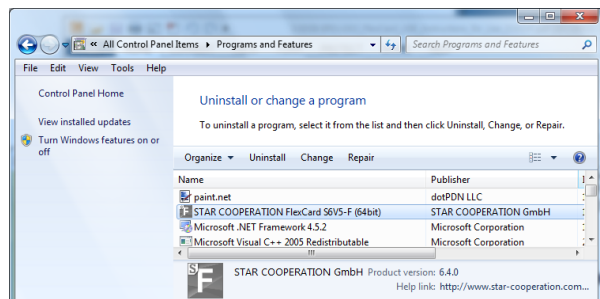 « All Control Panel Items ▸ Programs and Features
Search Programs and Features
File Edit View Tools Help
Control Panel Home
View installed updates
Turn Windows features on or
off
Uninstall or change a program
To uninstall a program, select it from the list and then click Uninstall, Change, or Repair.
Organize Uninstall Change Repair
Name Publisher
paint.net dotPDN LLC
STAR COOPERATION FlexCard S6V5-F (64bit) STAR COOPERATION GmbH
Microsoft .NET Framework 4.5.2 Microsoft Corporation
Microsoft Visual C++ 2005 Redistributable Microsoft Corporation
STAR COOPERATION GmbH Product version: 6.4.0
Help link: http://www.star-cooperation.com...